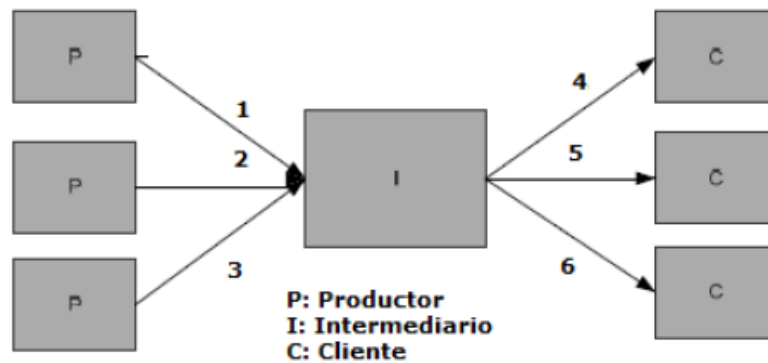 P
P
P
1
2
3
I
4
5
6
C
C
C
P: Productor
I: Intermediario
C: Cliente